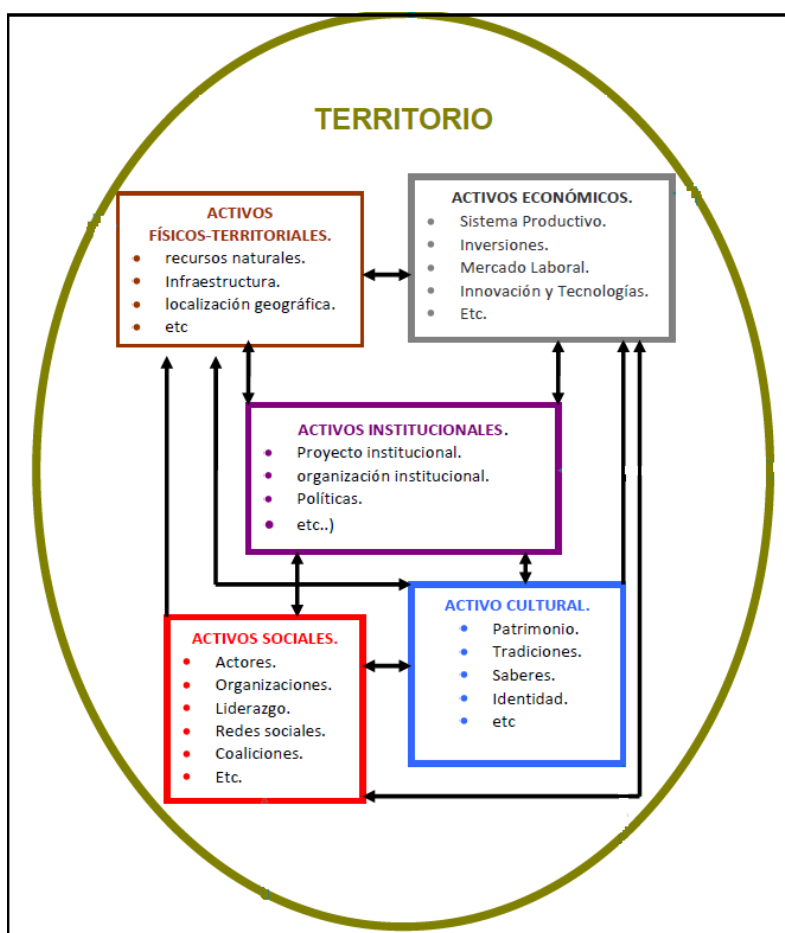 TERRITORIO
ACTIVOS
FÍSICOS-TERRITORIALES.
recursos naturales.
Infraestructura.
localización geográfica.
etc
ACTIVOS ECONÓMICOS.
Sistema Productivo.
Inversiones.
Mercado Laboral.
Innovación y Tecnologías.
Etc.
ACTIVOS INSTITUCIONALES.
Proyecto institucional.
organización institucional.
Políticas.
etc..)
ACTIVOS SOCIALES.
Actores.
Organizaciones.
Liderazgo.
Redes sociales.
Coaliciones.
Etc.
ACTIVO CULTURAL.
Patrimonio.
Tradiciones.
Saberes.
Identidad.
etc